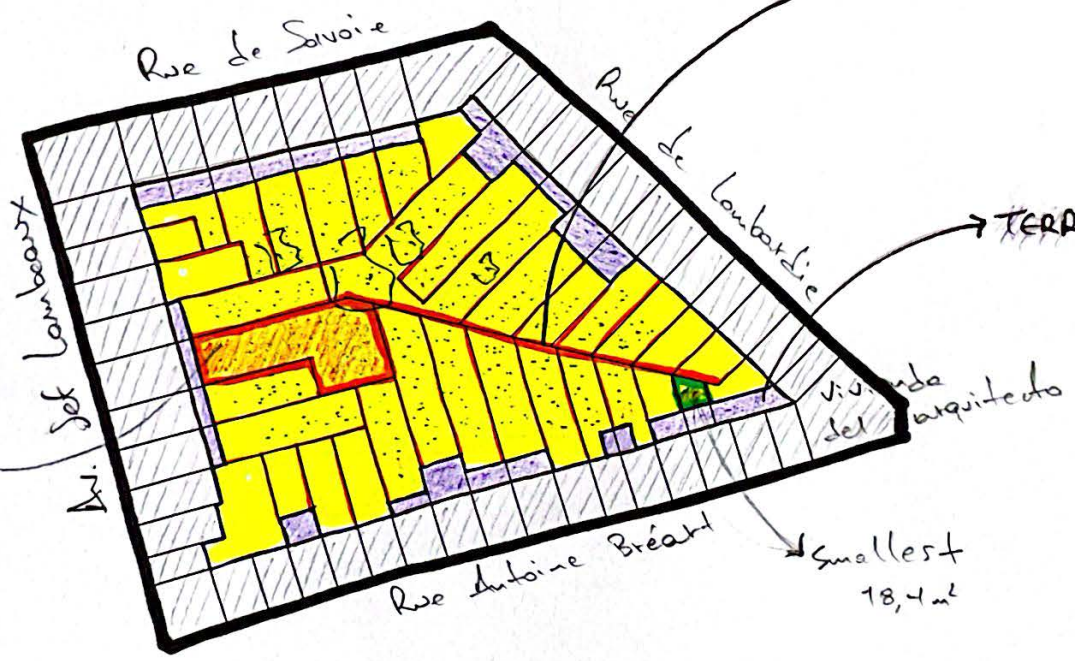 Rue de Savoie
Rue de Lombardie
Av. Jef Lambeaux
→ TERR
vivienda
del arquitecto
Rue Antoine Bréart
Smallest
18,4 m²